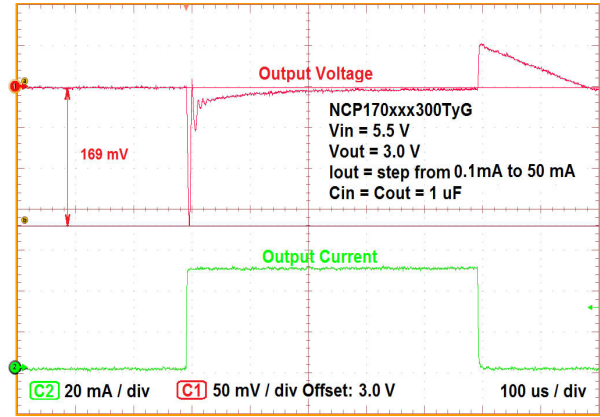 a
1
Output Voltage
NCP170xxx300TyG
Vin = 5.5 V
Vout = 3.0 V
Iout = step from 0.1mA to 50 mA
Cin = Cout = 1 uF
169 mV
b
Output Current
2
C2 20 mA / div C1 50 mV / div Offset: 3.0 V 100 us / div